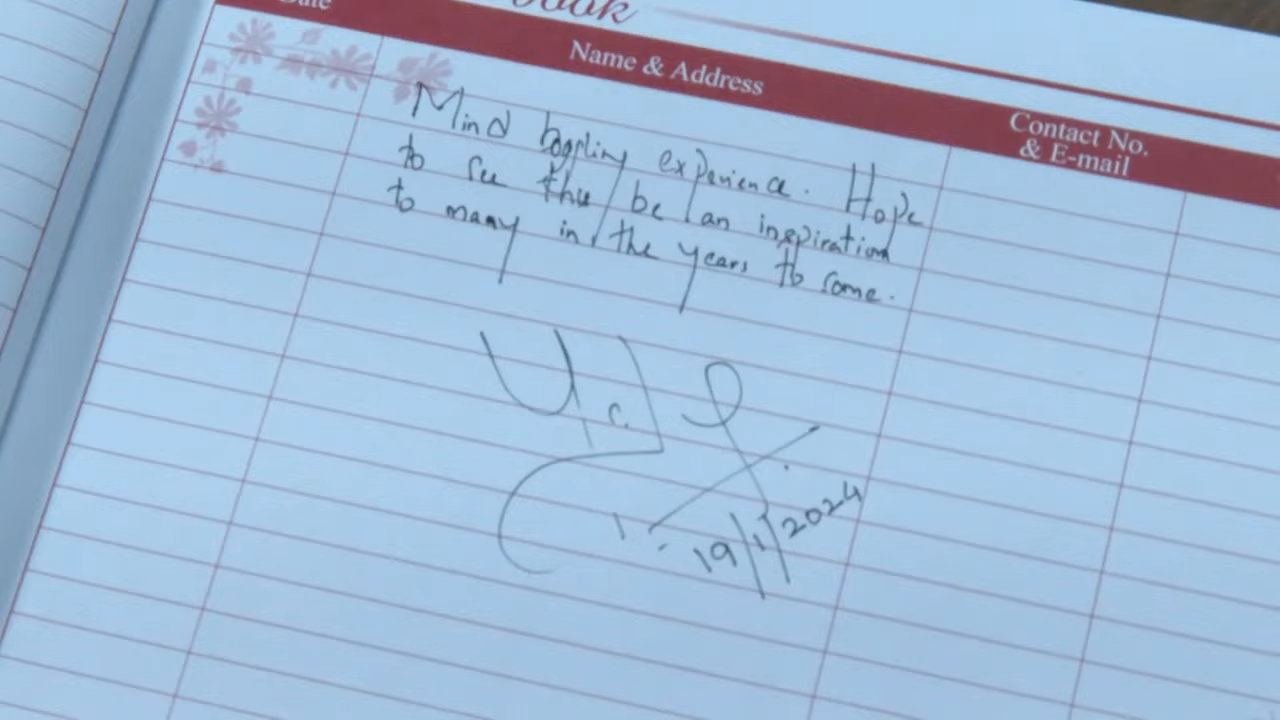 Date
Name & Address
Contact No.
& E-mail
Mind boggling experience. Hope
to see this be an inspiration
to many in the years to come.
19/1/2024